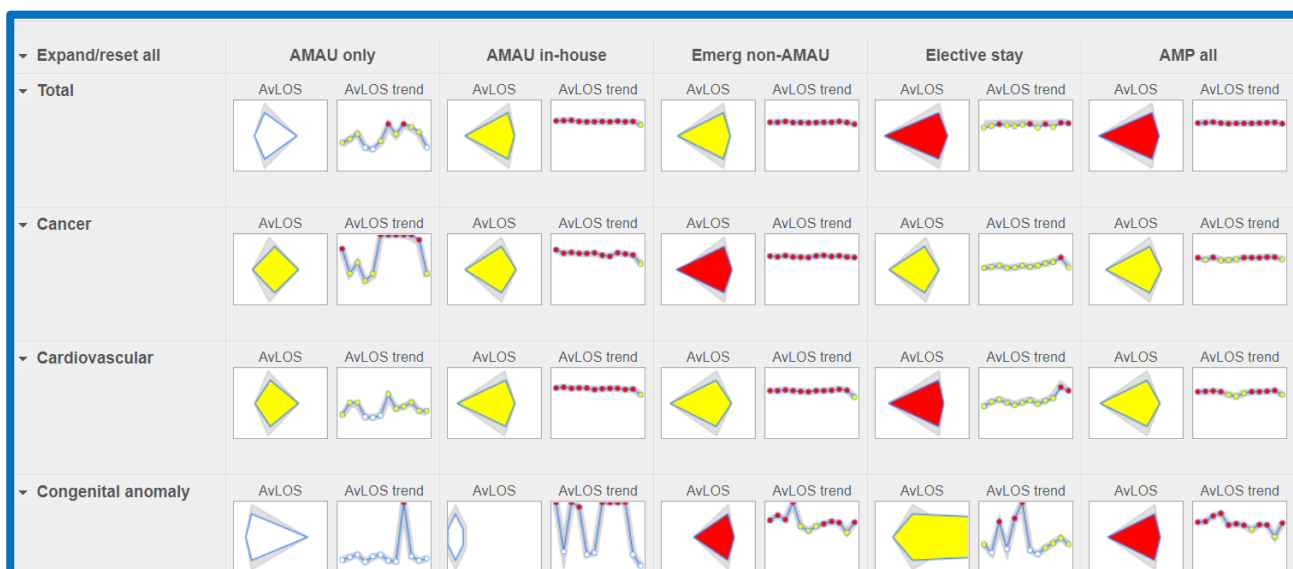 Expand/reset all AMAU only AMAU in-house Emerg non-AMAU Elective stay AMP all
Total AvLOS AvLOS trend AvLOS AvLOS trend AvLOS AvLOS trend AvLOS AvLOS trend AvLOS AvLOS trend
Cancer AvLOS AvLOS trend AvLOS AvLOS trend AvLOS AvLOS trend AvLOS AvLOS trend AvLOS AvLOS trend
Cardiovascular AvLOS AvLOS trend AvLOS AvLOS trend AvLOS AvLOS trend AvLOS AvLOS trend AvLOS AvLOS trend
Congenital anomaly AvLOS AvLOS trend AvLOS AvLOS trend AvLOS AvLOS trend AvLOS AvLOS trend AvLOS AvLOS trend